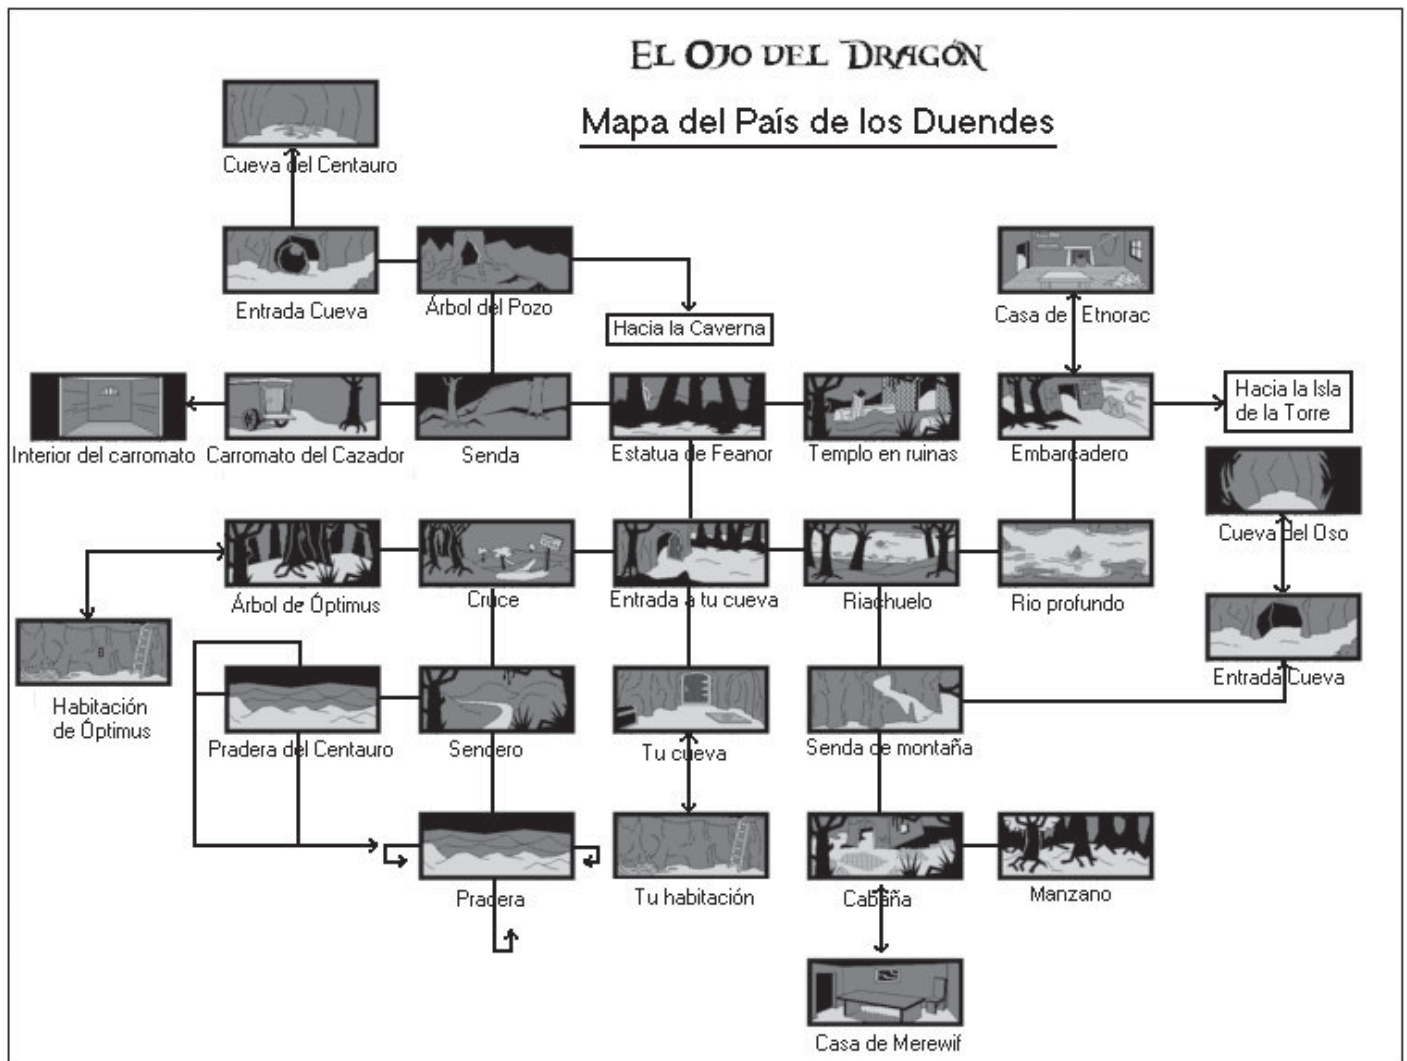 El Ojo del Dragón
Mapa del País de los Duendes
Cueva del Centauro
Entrada Cueva
Árbol del Pozo
Hacia la Caverna
Casa de Etnorac
Interior del carromato
Carromato del Cazador
Senda
Estatua de Feanor
Templo en ruinas
Embarcadero
Hacia la Isla
de la Torre
Cueva del Oso
Árbol de Óptimus
Cruce
Entrada a tu cueva
Riachuelo
Rio profundo
Entrada Cueva
Habitación
de Óptimus
Pradera del Centauro
Sendero
Tu cueva
Senda de montaña
Pradera
Tu habitación
Cabaña
Manzano
Casa de Merewif